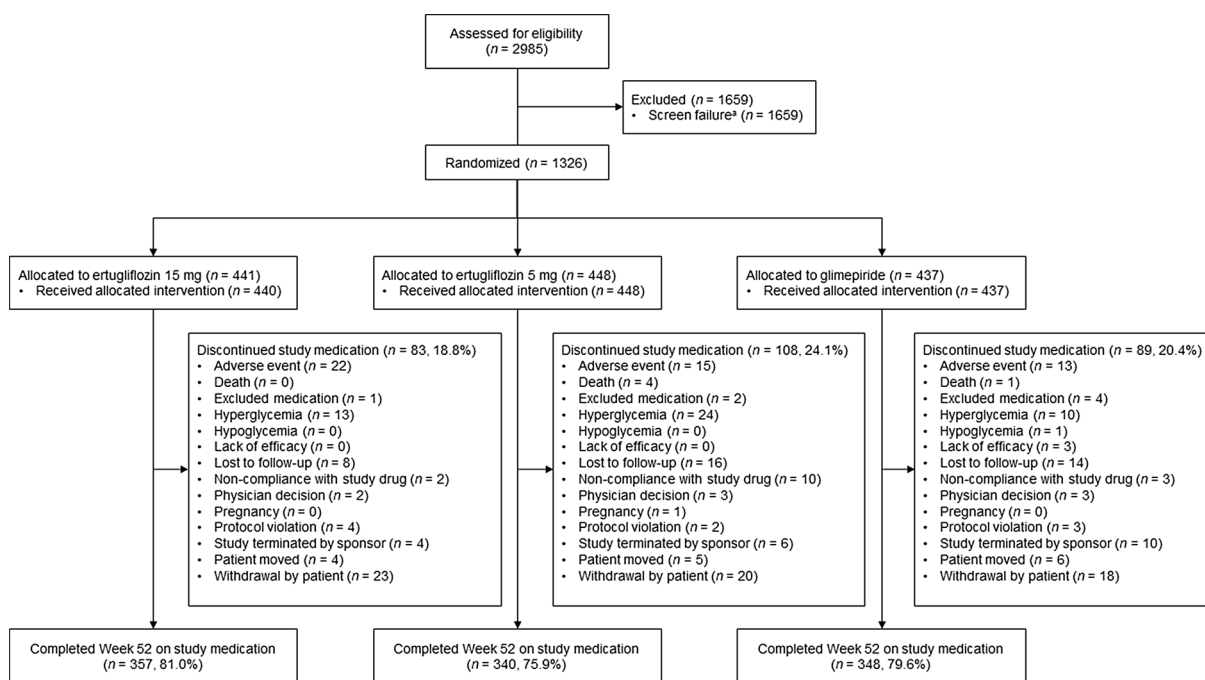 Assessed for eligibility
(n = 2985)
Excluded (n = 1659)
• Screen failureª (n = 1659)
Randomized (n = 1326)
Allocated to ertugliflozin 15 mg (n = 441)
• Received allocated intervention (n = 440)
Allocated to ertugliflozin 5 mg (n = 448)
• Received allocated intervention (n = 448)
Allocated to glimepiride (n = 437)
• Received allocated intervention (n = 437)
Discontinued study medication (n = 83, 18.8%)
• Adverse event (n = 22)
• Death (n = 0)
• Excluded medication (n = 1)
• Hyperglycemia (n = 13)
• Hypoglycemia (n = 0)
• Lack of efficacy (n = 0)
• Lost to follow-up (n = 8)
• Non-compliance with study drug (n = 2)
• Physician decision (n = 2)
• Pregnancy (n = 0)
• Protocol violation (n = 4)
• Study terminated by sponsor (n = 4)
• Patient moved (n = 4)
• Withdrawal by patient (n = 23)
Discontinued study medication (n = 108, 24.1%)
• Adverse event (n = 15)
• Death (n = 4)
• Excluded medication (n = 2)
• Hyperglycemia (n = 24)
• Hypoglycemia (n = 0)
• Lack of efficacy (n = 0)
• Lost to follow-up (n = 16)
• Non-compliance with study drug (n = 10)
• Physician decision (n = 3)
• Pregnancy (n = 1)
• Protocol violation (n = 2)
• Study terminated by sponsor (n = 6)
• Patient moved (n = 5)
• Withdrawal by patient (n = 20)
Discontinued study medication (n = 89, 20.4%)
• Adverse event (n = 13)
• Death (n = 1)
• Excluded medication (n = 4)
• Hyperglycemia (n = 10)
• Hypoglycemia (n = 1)
• Lack of efficacy (n = 3)
• Lost to follow-up (n = 14)
• Non-compliance with study drug (n = 3)
• Physician decision (n = 3)
• Pregnancy (n = 0)
• Protocol violation (n = 3)
• Study terminated by sponsor (n = 10)
• Patient moved (n = 6)
• Withdrawal by patient (n = 18)
Completed Week 52 on study medication
(n = 357, 81.0%)
Completed Week 52 on study medication
(n = 340, 75.9%)
Completed Week 52 on study medication
(n = 348, 79.6%)